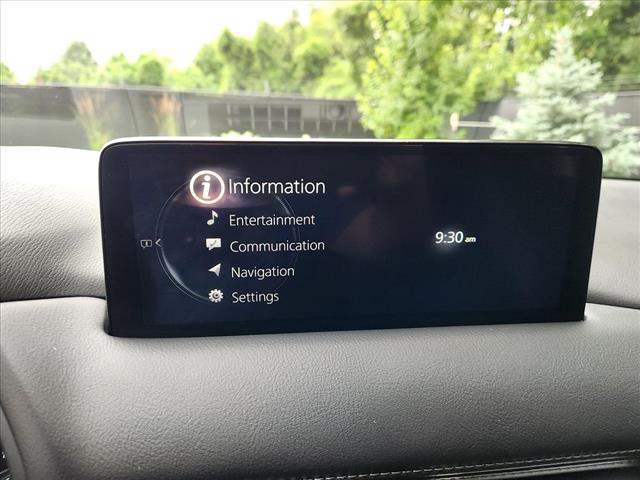 Information
Entertainment
Communication
Navigation
Settings
9:30 am